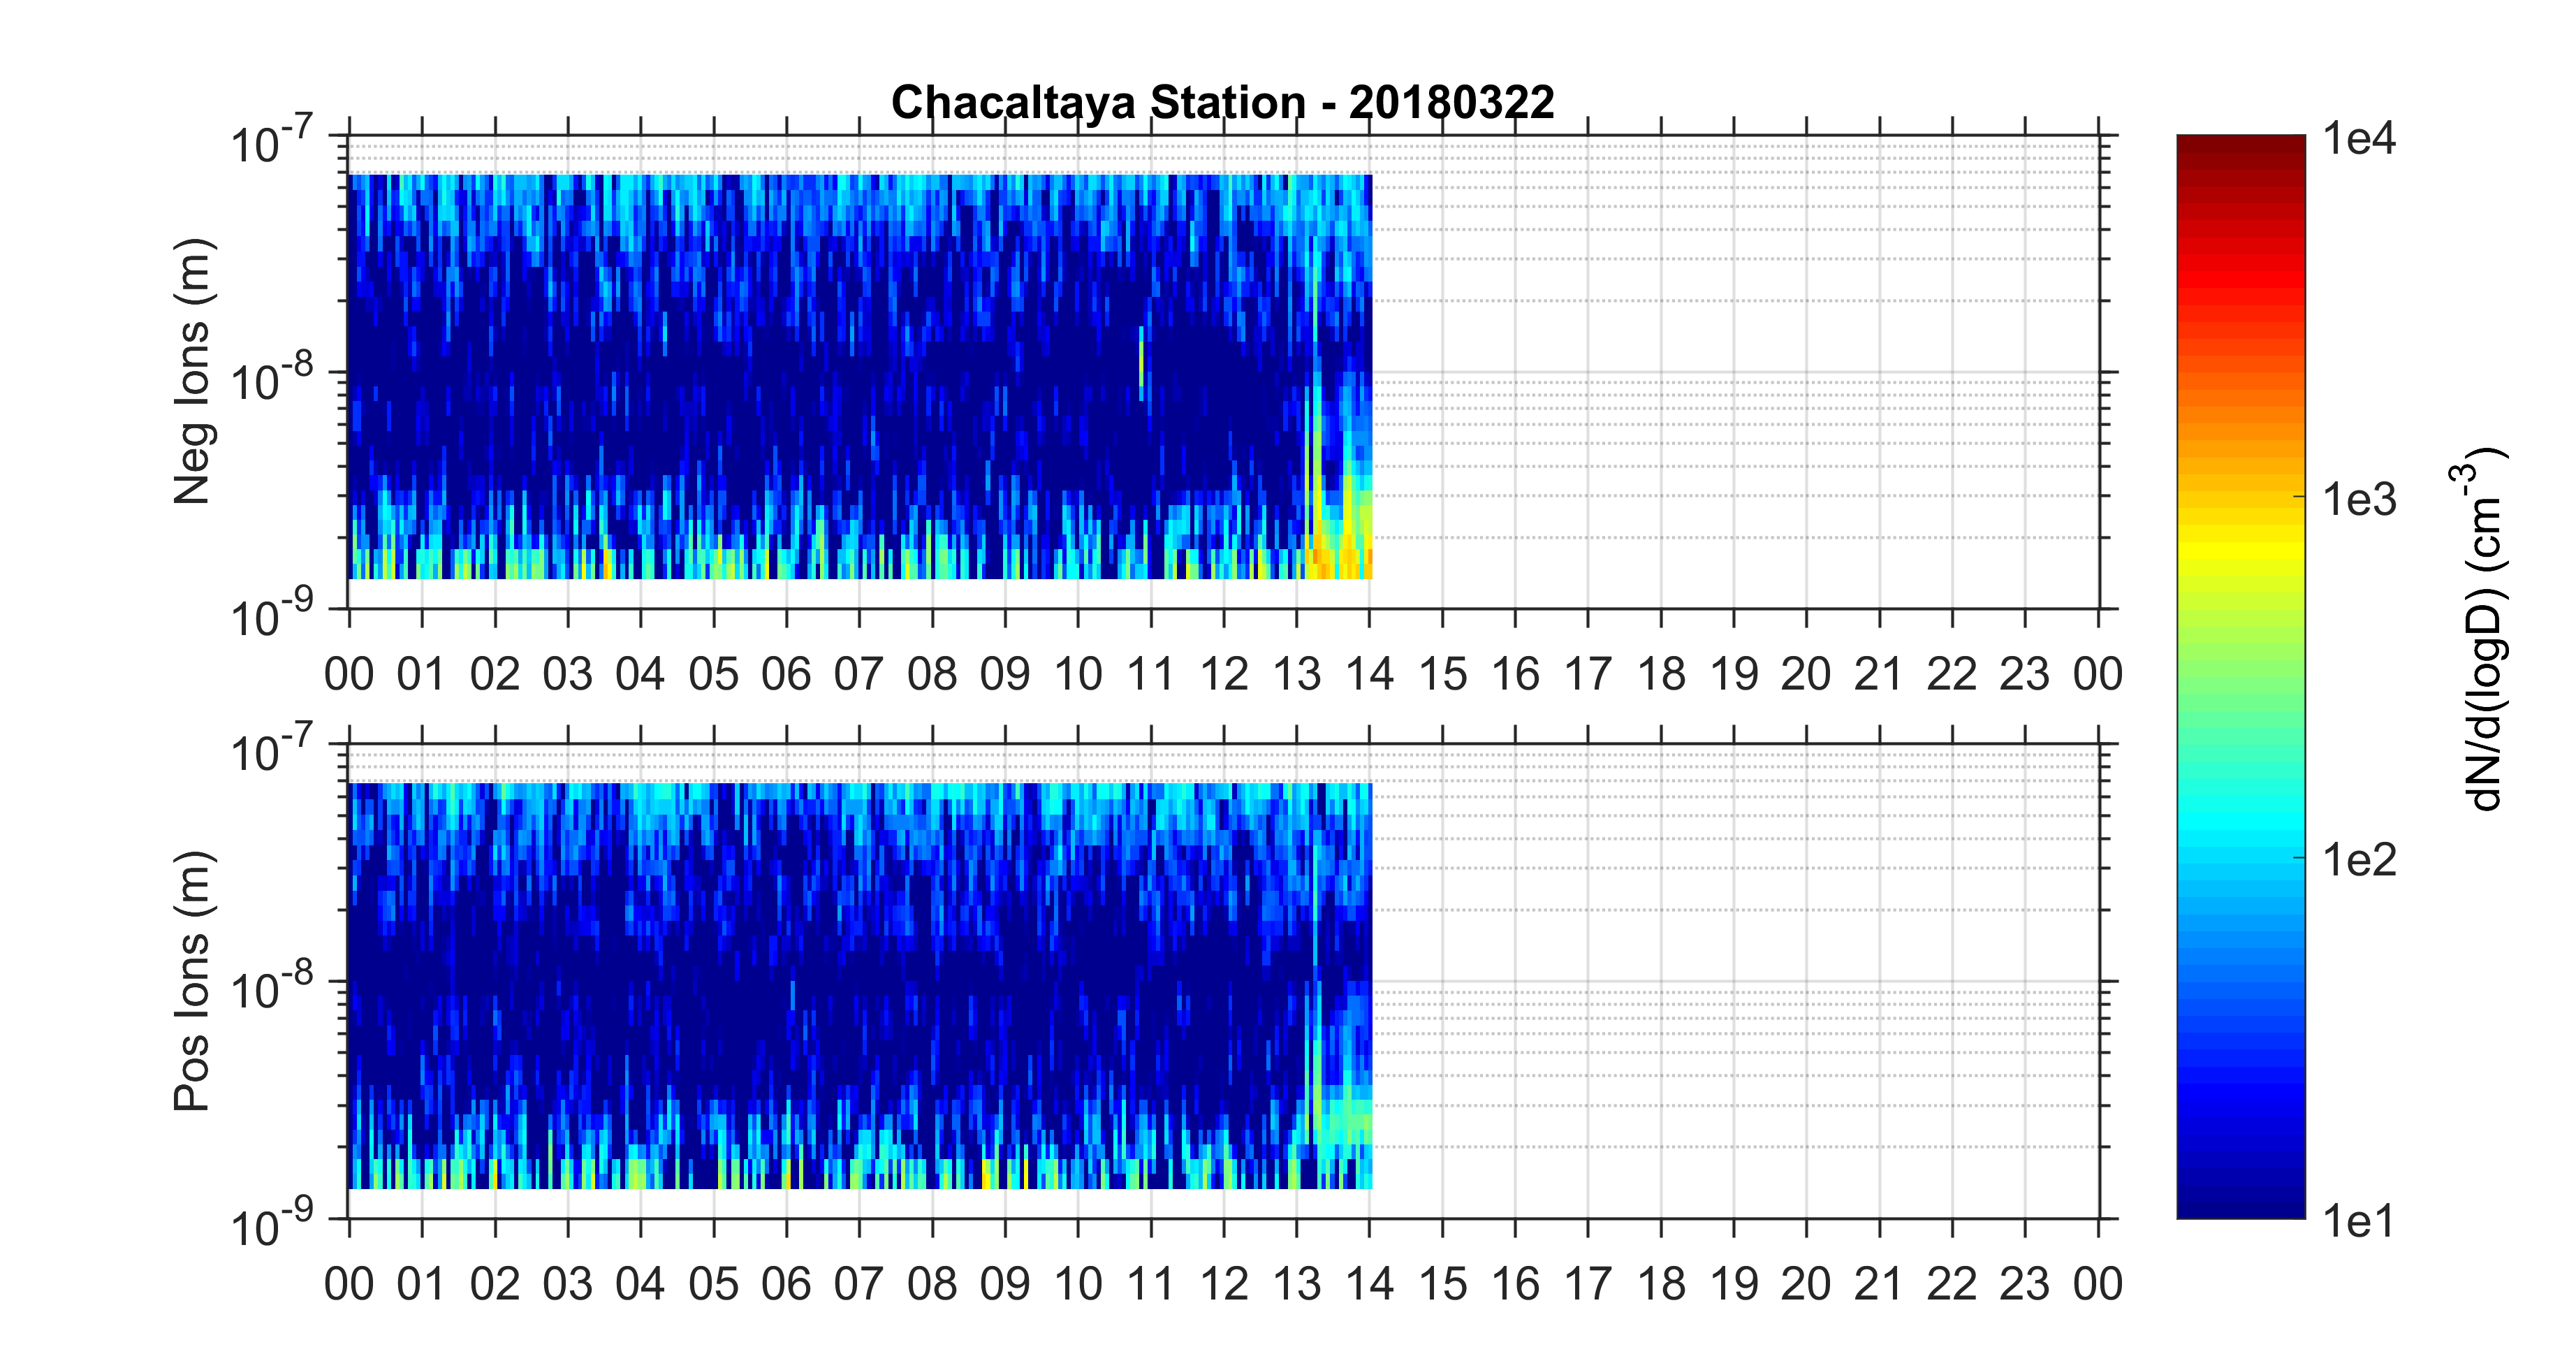 Chacaltaya Station - 20180322
Neg Ions (m)
10-7
10-8
10-9
00 01 02 03 04 05 06 07 08 09 10 11 12 13 14 15 16 17 18 19 20 21 22 23 00
Pos Ions (m)
10-7
10-8
10-9
00 01 02 03 04 05 06 07 08 09 10 11 12 13 14 15 16 17 18 19 20 21 22 23 00
1e4
1e3
1e2
1e1
dN/d(logD) (cm-3)